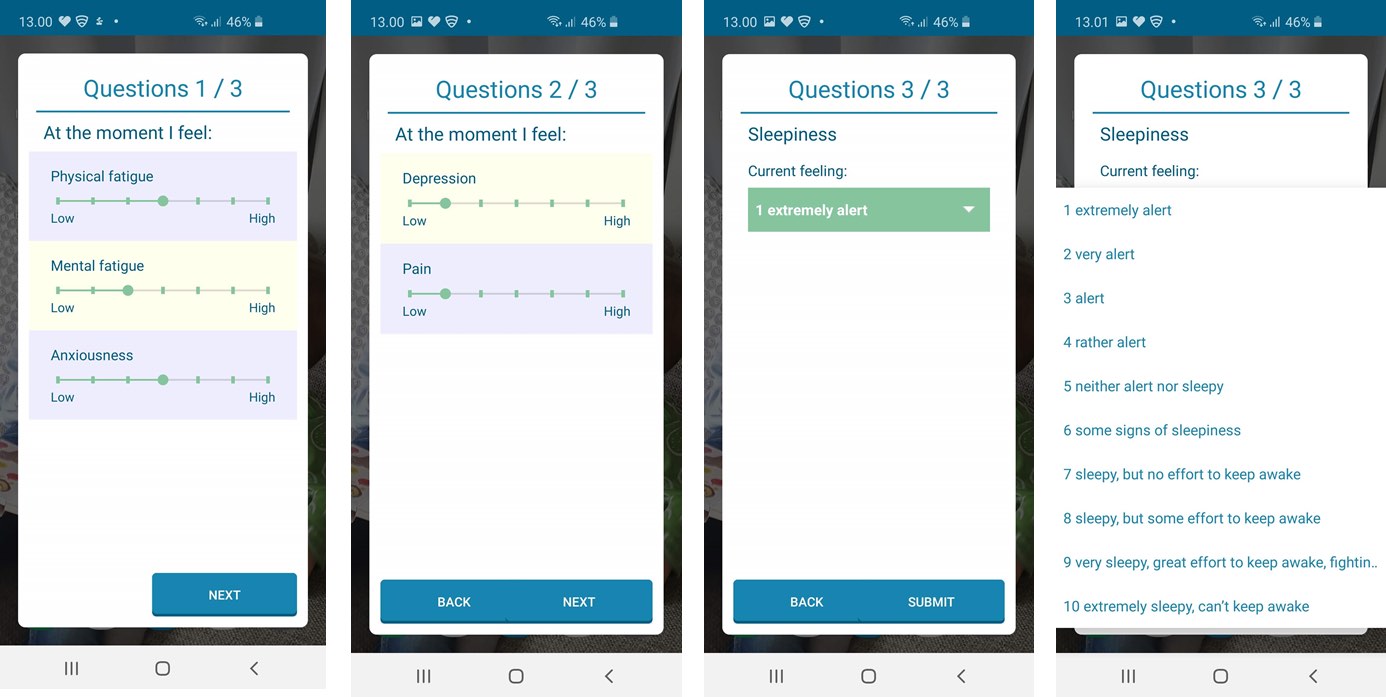 13.00 46%
Questions 1 / 3
At the moment I feel:
Physical fatigue
Low High
Mental fatigue
Low High
Anxiousness
Low High
NEXT
13.00 46%
Questions 2 / 3
At the moment I feel:
Depression
Low High
Pain
Low High
BACK NEXT
13.00 46%
Questions 3 / 3
Sleepiness
Current feeling:
1 extremely alert
BACK SUBMIT
13.01 46%
Questions 3 / 3
Sleepiness
Current feeling:
1 extremely alert
2 very alert
3 alert
4 rather alert
5 neither alert nor sleepy
6 some signs of sleepiness
7 sleepy, but no effort to keep awake
8 sleepy, but some effort to keep awake
9 very sleepy, great effort to keep awake, fightin..
10 extremely sleepy, can’t keep awake